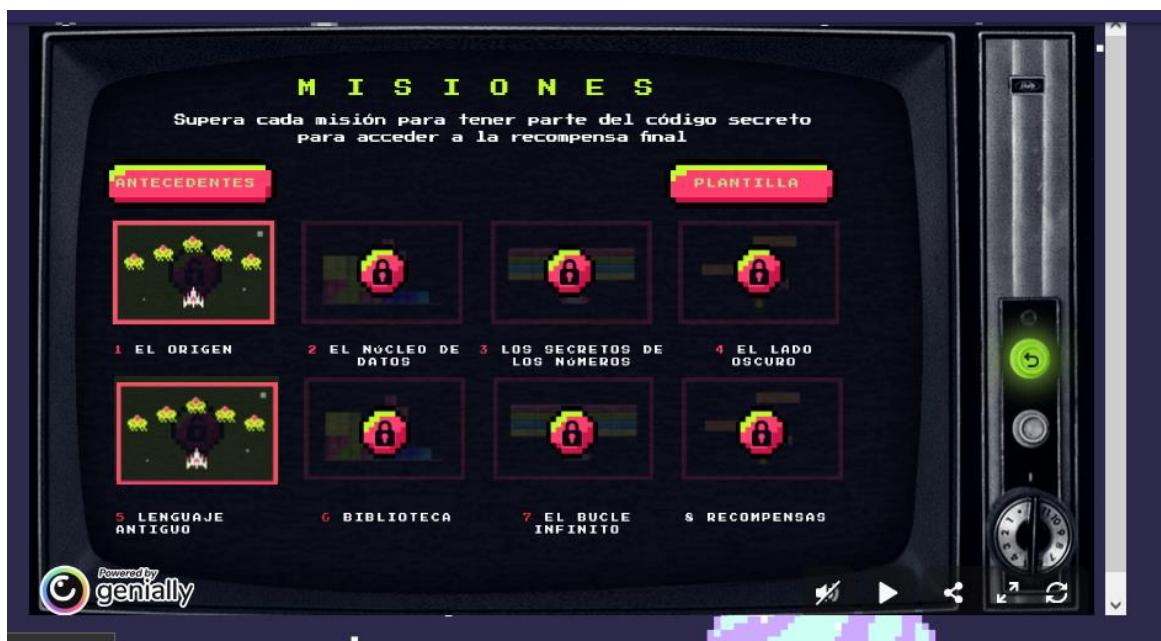 MISIONES
Supera cada misión para tener parte del código secreto
para acceder a la recompensa final
ANTECEDENTES
PLANTILLA
1 EL ORIGEN
2 EL NÚCLEO DE
DATOS
3 LOS SECRETOS DE
LOS NÚMEROS
4 EL LADO
OSCURO
5 LENGUAJE
ANTIGUO
6 BIBLIOTECA
7 EL BUCLE
INFINITO
8 RECOMPENSAS
Powered by
genially